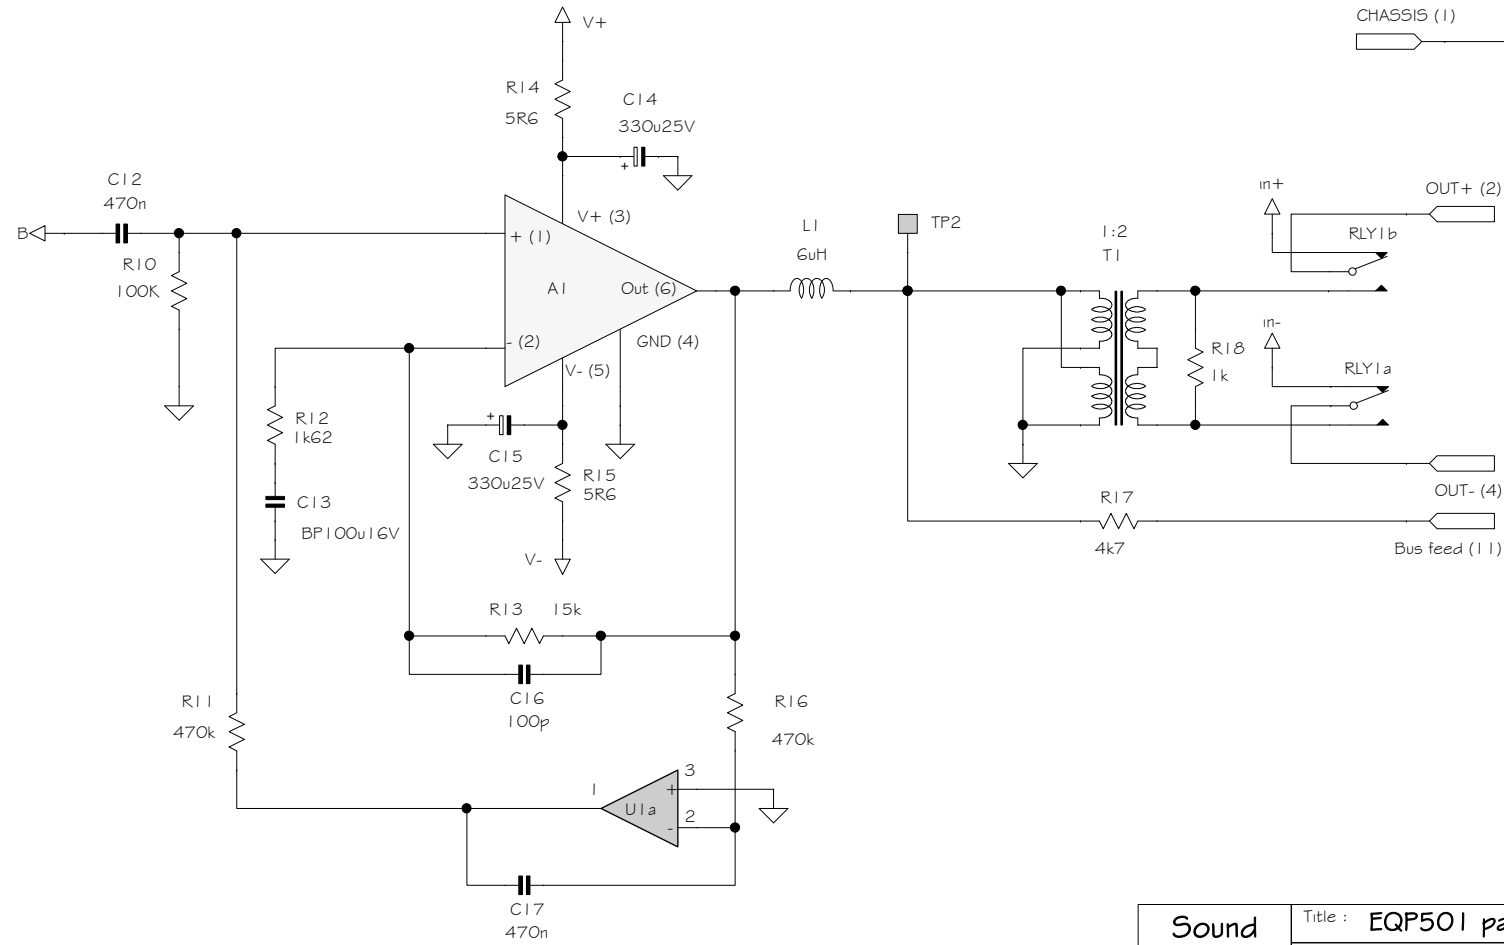 CHASSIS (1)
V+
R14
5R6
C14
330u25V
+
C12
470n
B
V+ (3)
+ (1)
R10
100K
A1
Out (6)
- (2)
GND (4)
V- (5)
L1
6uH
TP2
1:2
T1
in+
OUT+ (2)
RLY1b
in-
R18
1k
RLY1a
R12
1k62
+
C15
330u25V
R15
5R6
C13
BP100u16V
V-
OUT- (4)
R17
4k7
Bus feed (11)
R13 15k
C16
100p
R11
470k
R16
470k
1
3
+
U1a
2
-
C17
470n
Sound
Title : EQP501 pa